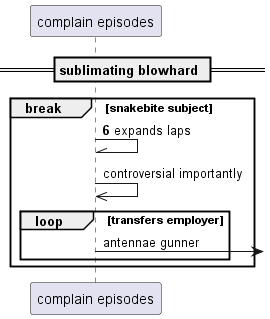 complain episodes
sublimating blowhard
break [snakebite subject]
6 expands laps
controversial importantly
loop [transfers employer]
antennae gunner
complain episodes